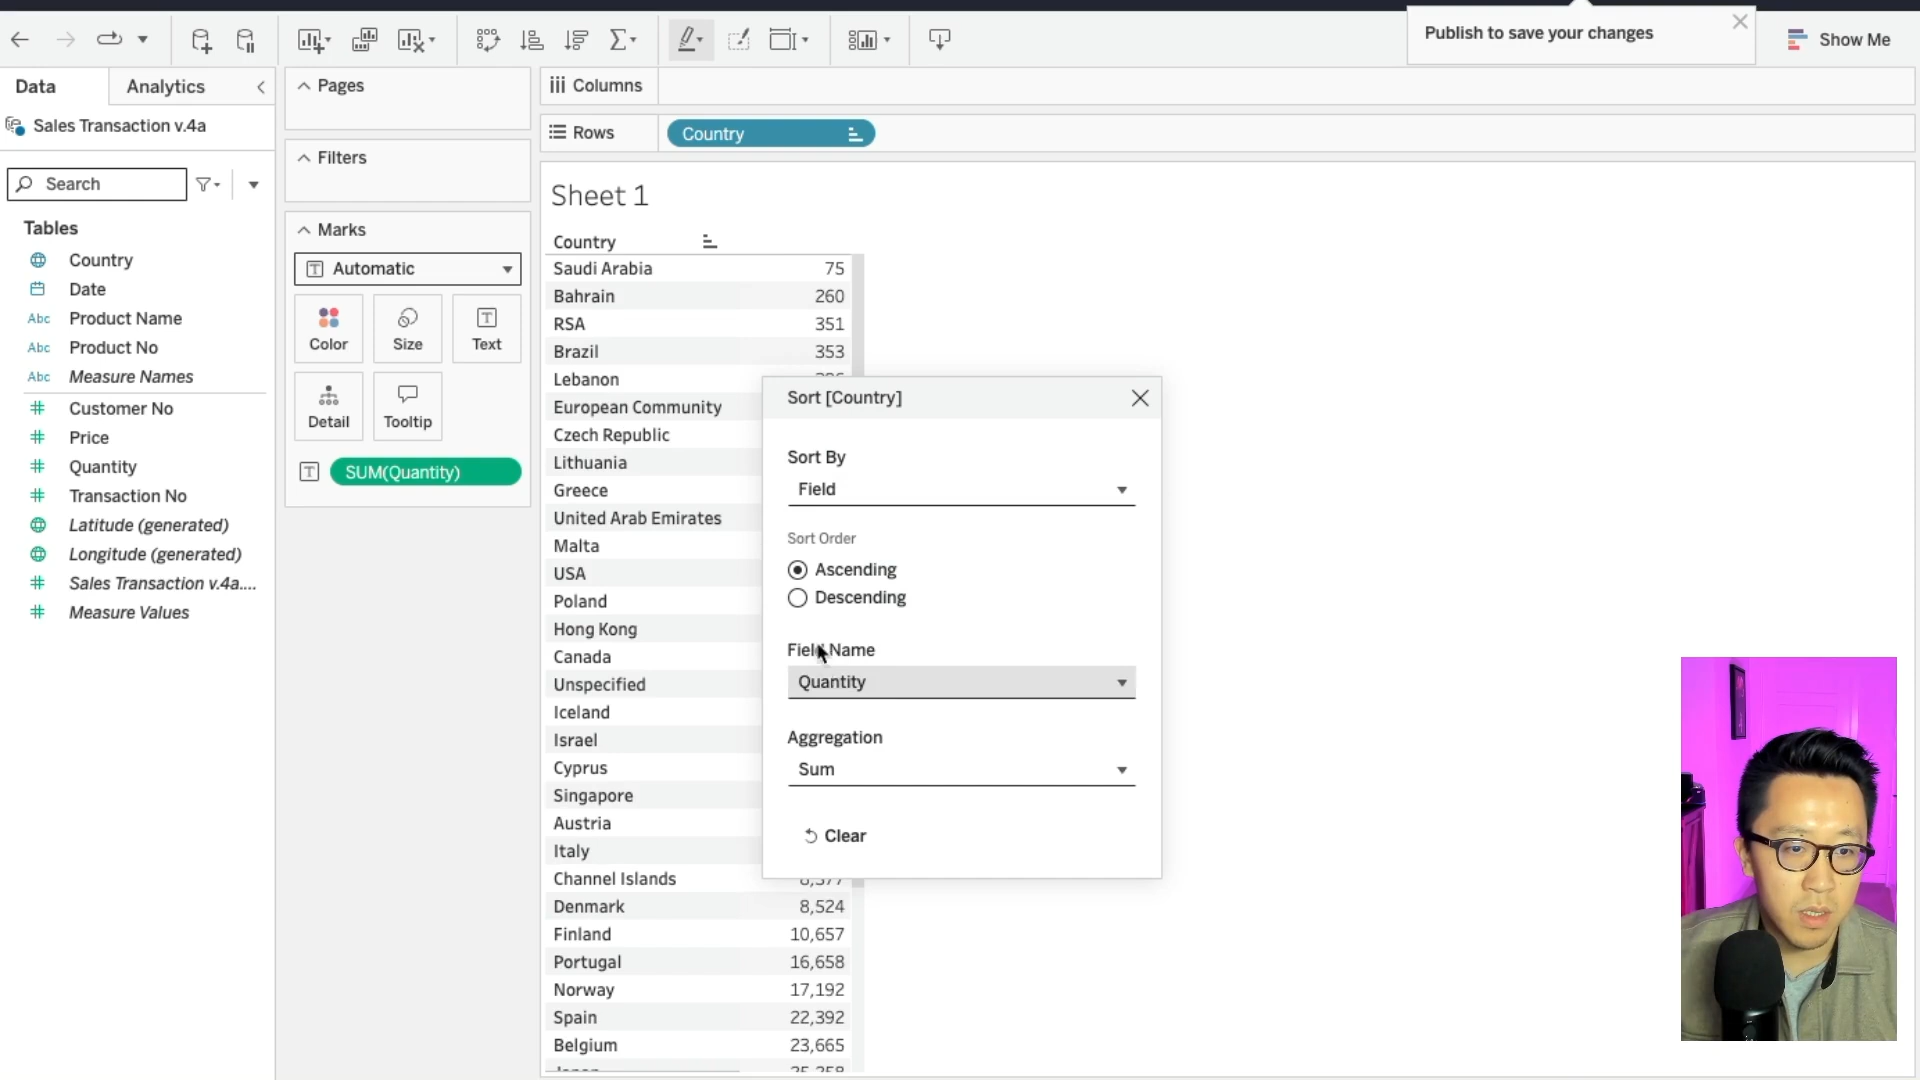 Publish to save your changes
Show Me
Data
Analytics
Sales Transaction v.4a
Search
Tables
Country
Date
Abc Product Name
Abc Product No
Abc Measure Names
Customer No
Price
Quantity
Transaction No
Latitude (generated)
Longitude (generated)
Sales Transaction v.4a....
Measure Values
Pages
Filters
Marks
Automatic
Color
Size
Text
Detail
Tooltip
SUM(Quantity)
Columns
Rows
Country
Sheet 1
Country
Saudi Arabia 75
Bahrain 260
RSA 351
Brazil 353
Lebanon
European Community
Czech Republic
Lithuania
Greece
United Arab Emirates
Malta
USA
Poland
Hong Kong
Canada
Unspecified
Iceland
Israel
Cyprus
Singapore
Austria
Italy
Channel Islands
Denmark 8,524
Finland 10,657
Portugal 16,658
Norway 17,192
Spain 22,392
Belgium 23,665
Sort [Country]
Sort By
Field
Sort Order
Ascending
Descending
Field Name
Quantity
Aggregation
Sum
Clear